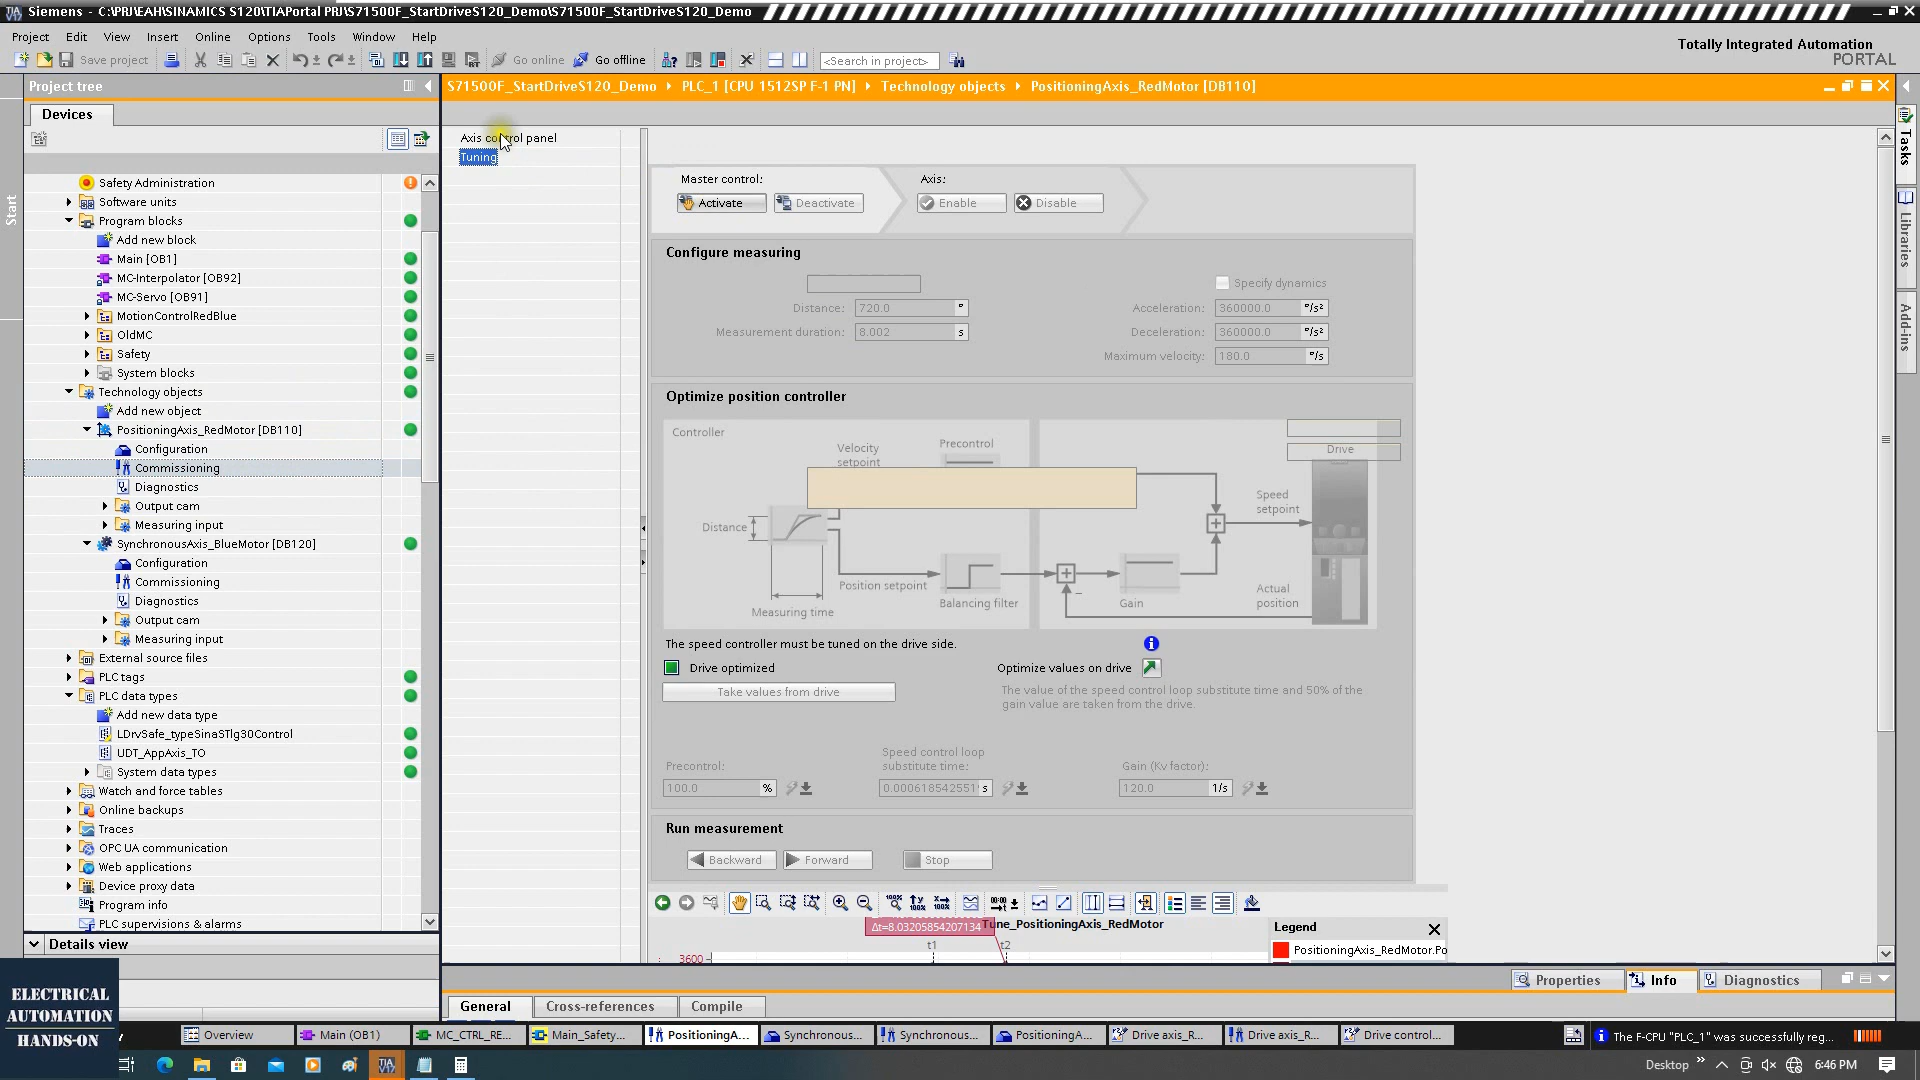 Siemens - C:\PRJ\EAH\SINAMICS S120\TIAPortal PRJ\S71500F_StartDriveS120_Demo\S71500F_StartDriveS120_Demo
Project Edit View Insert Online Options Tools Window Help
Totally Integrated Automation
PORTAL
Save project
Go online
Go offline
<Search in project>
Project tree
S71500F_StartDriveS120_Demo PLC_1 [CPU 1512SP F-1 PN] Technology objects PositioningAxis_RedMotor [DB110]
Devices
Start
Safety Administration
Software units
Program blocks
Add new block
Main [OB1]
MC-Interpolator [OB92]
MC-Servo [OB91]
MotionControlRedBlue
OldMC
Safety
System blocks
Technology objects
Add new object
PositioningAxis_RedMotor [DB110]
Configuration
Commissioning
Diagnostics
Output cam
Measuring input
SynchronousAxis_BlueMotor [DB120]
Configuration
Commissioning
Diagnostics
Output cam
Measuring input
External source files
PLC tags
PLC data types
Add new data type
LDrvSafe_typeSinaSTlg30Control
UDT_AppAxis_TO
System data types
Watch and force tables
Online backups
Traces
OPC UA communication
Web applications
Device proxy data
Program info
PLC supervisions & alarms
Details view
Axis control panel
Tuning
Master control:
Activate Deactivate
Axis:
Enable Disable
Configure measuring
Specify dynamics
Distance: 720.0 °
Acceleration: 360000.0 °/s²
Measurement duration: 8.002 s
Deceleration: 360000.0 °/s²
Maximum velocity: 180.0 °/s
Optimize position controller
Controller
Velocity
setpoint
Precontrol
Drive
Distance
Speed
setpoint
Position setpoint
Measuring time
Balancing filter
Gain
Actual
position
The speed controller must be tuned on the drive side.
Drive optimized
Optimize values on drive
Take values from drive
The value of the speed control loop substitute time and 50% of the
gain value are taken from the drive.
Precontrol:
100.0 %
Speed control loop
substitute time:
0.000618542551 s
Gain (Kv factor):
120.0 1/s
Run measurement
Backward Forward Stop
Δt=8.03205854207134
Tune_PositioningAxis_RedMotor
t1 t2
3600
Legend
PositioningAxis_RedMotor.Po
Tasks
Libraries
Add-ins
Properties Info Diagnostics
General Cross-references Compile
Overview
Main (OB1)
MC_CTRL_RE...
Main_Safety...
PositioningA...
Synchronous...
Synchronous...
PositioningA...
Drive axis_R...
Drive axis_R...
Drive control...
The F-CPU "PLC_1" was successfully reg...
ELECTRICAL
AUTOMATION
HANDS-ON
Desktop
6:46 PM